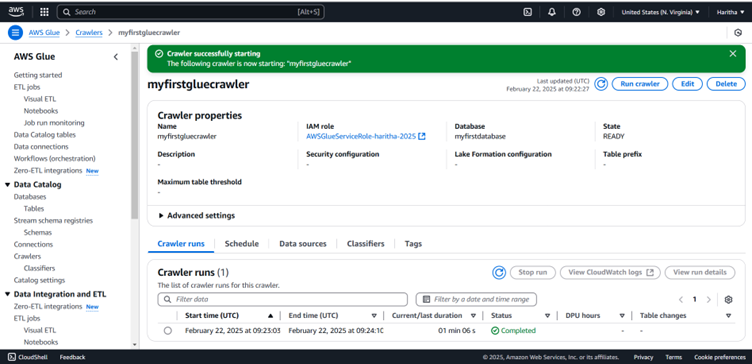 aws
Search [Alt+S] United States (N. Virginia) Haritha
AWS Glue > Crawlers > myfirstgluecrawler
AWS Glue
Getting started
ETL jobs
Visual ETL
Notebooks
Job run monitoring
Data Catalog tables
Data connections
Workflows (orchestration)
Zero-ETL integrations New
Data Catalog
Databases
Tables
Stream schema registries
Schemas
Connections
Crawlers
Classifiers
Catalog settings
Data Integration and ETL
Zero-ETL integrations New
ETL jobs
Visual ETL
Notebooks
Crawler successfully starting
The following crawler is now starting: "myfirstgluecrawler"
myfirstgluecrawler
Last updated (UTC)
February 22, 2025 at 09:22:27
Run crawler Edit Delete
Crawler properties
Name IAM role Database State
myfirstgluecrawler AWSGlueServiceRole-haritha-2025 myfirstdatabase READY
Description Security configuration Lake Formation configuration Table prefix
- - - -
Maximum table threshold
-
Advanced settings
Crawler runs Schedule Data sources Classifiers Tags
Crawler runs (1) Stop run View CloudWatch logs View run details
The list of crawler runs for this crawler.
Filter data Filter by a date and time range 1
Start time (UTC) End time (UTC) Current/last duration Status DPU hours Table changes
February 22, 2025 at 09:23:03 February 22, 2025 at 09:24:10 01 min 06 s Completed - -
CloudShell Feedback © 2025, Amazon Web Services, Inc. or its affiliates. Privacy Terms Cookie preferences